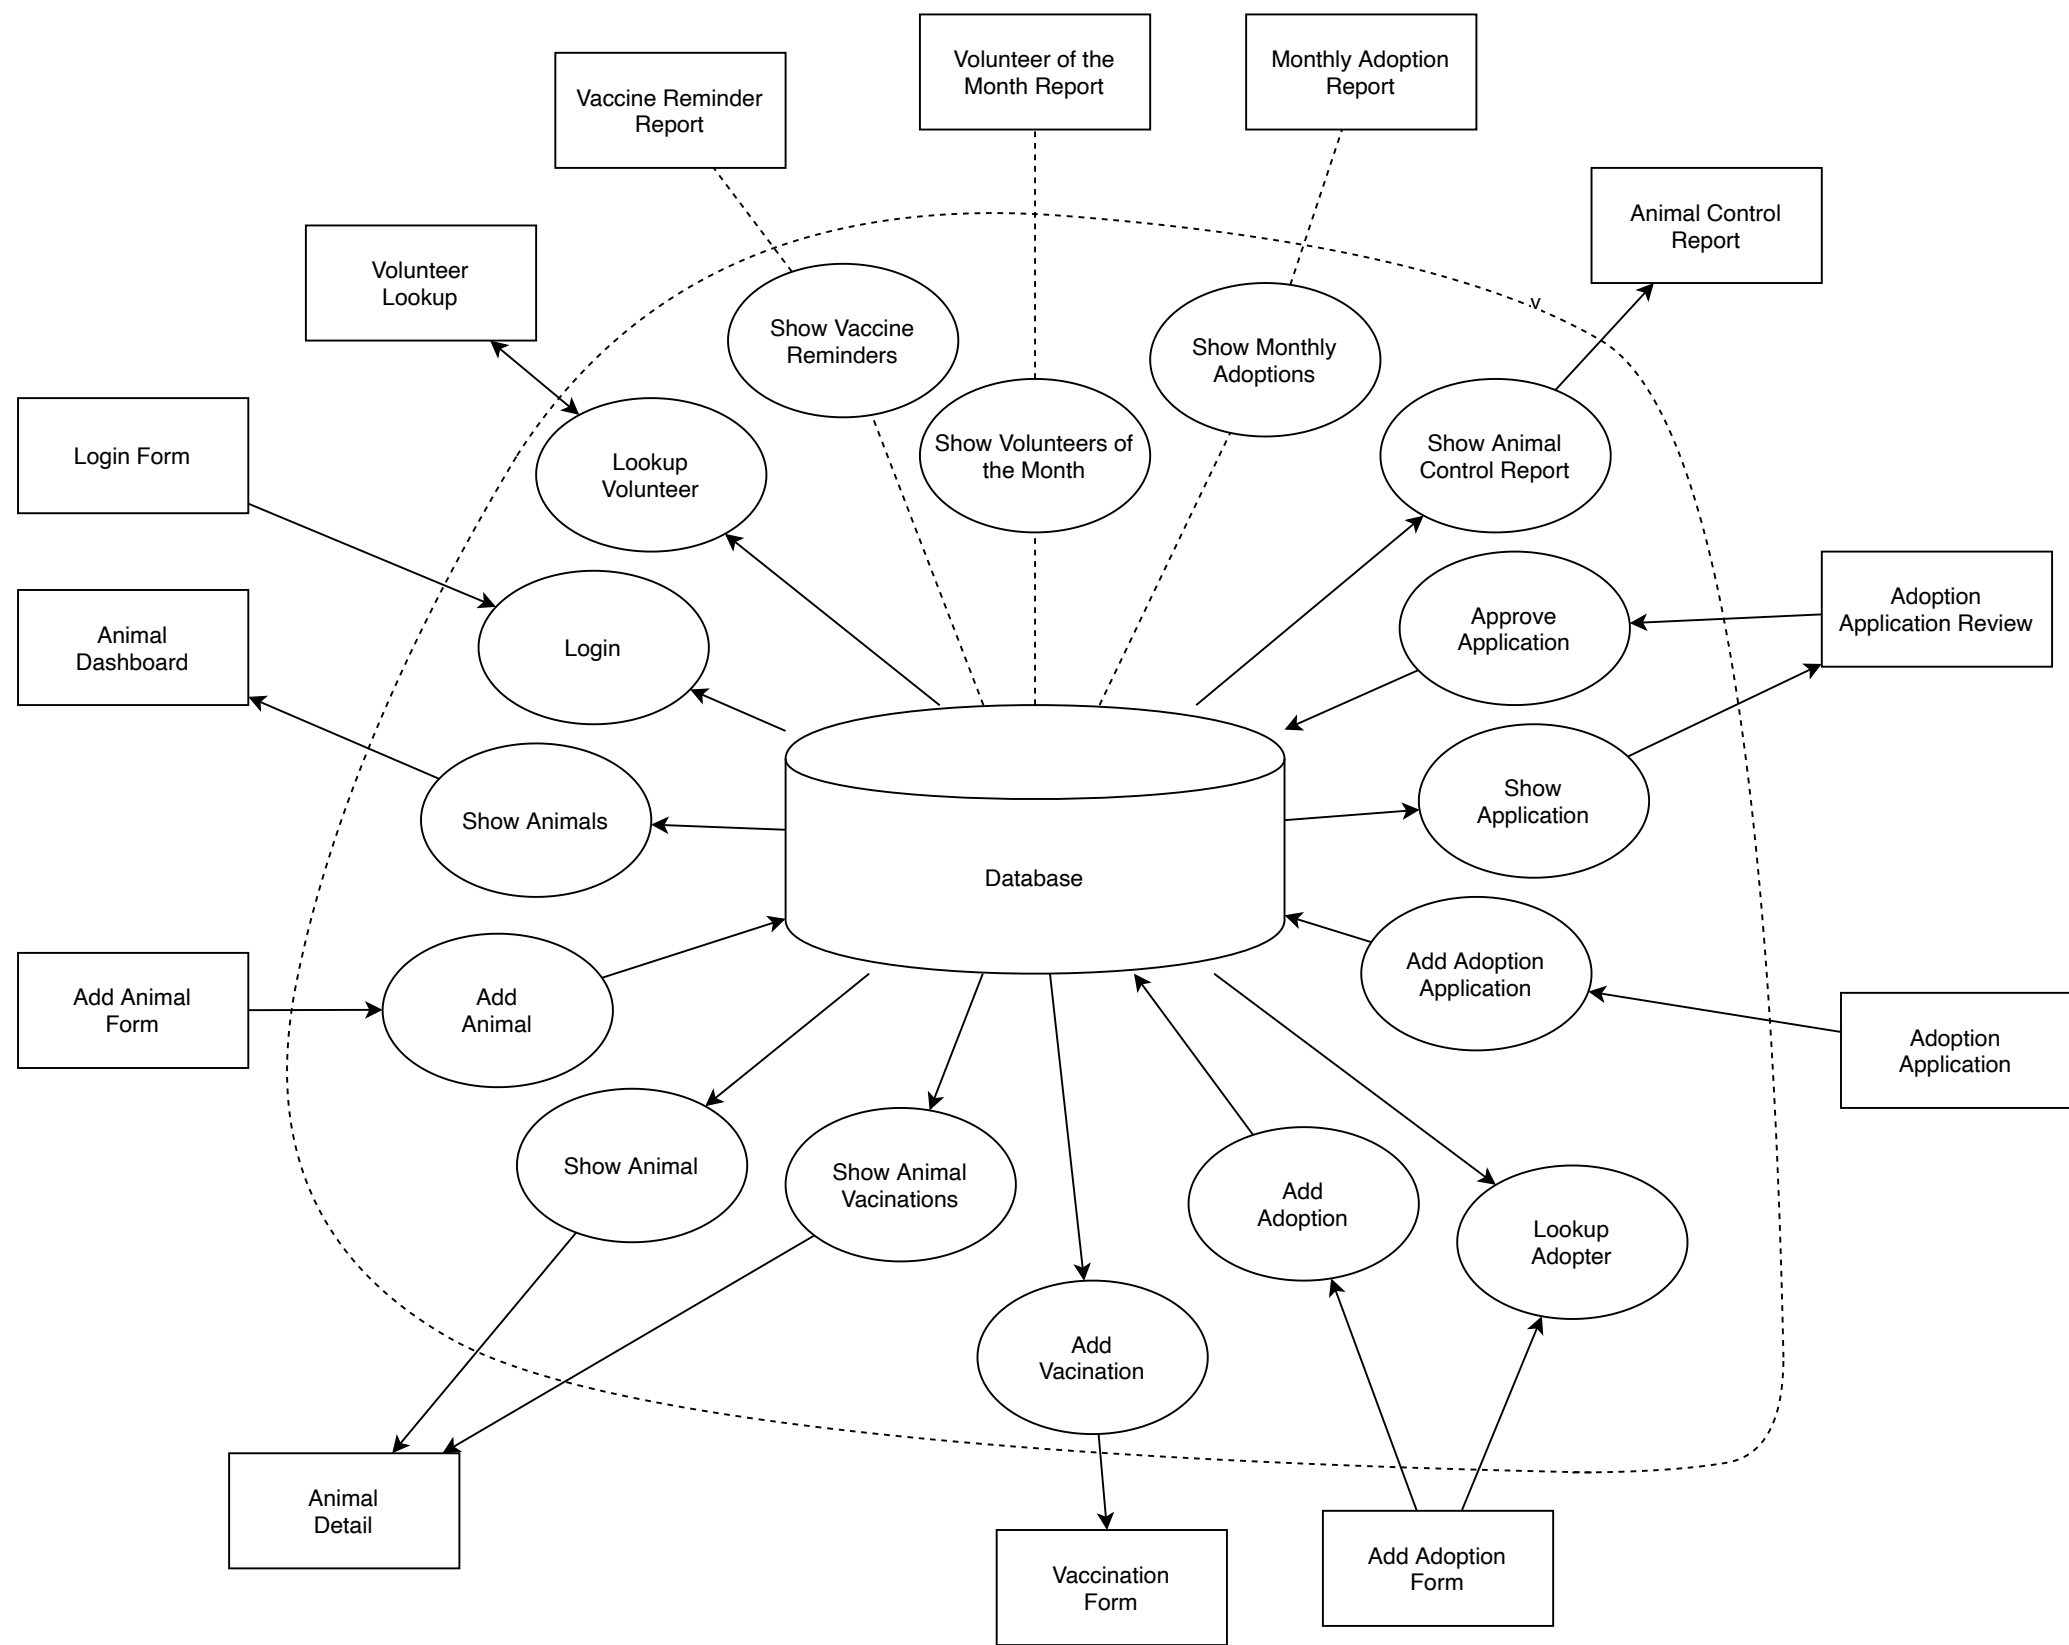 Volunteer of the
Month Report
Monthly Adoption
Report
Vaccine Reminder
Report
Animal Control
Report
Volunteer
Lookup
v
Show Vaccine
Reminders
Show Monthly
Adoptions
Login Form
Lookup
Volunteer
Show Volunteers of
the Month
Show Animal
Control Report
Animal
Dashboard
Login
Approve
Application
Adoption
Application Review
Show Animals
Show
Application
Database
Add Animal
Form
Add
Animal
Add Adoption
Application
Adoption
Application
Show Animal
Show Animal
Vacinations
Add
Adoption
Lookup
Adopter
Add
Vacination
Animal
Detail
Vaccination
Form
Add Adoption
Form